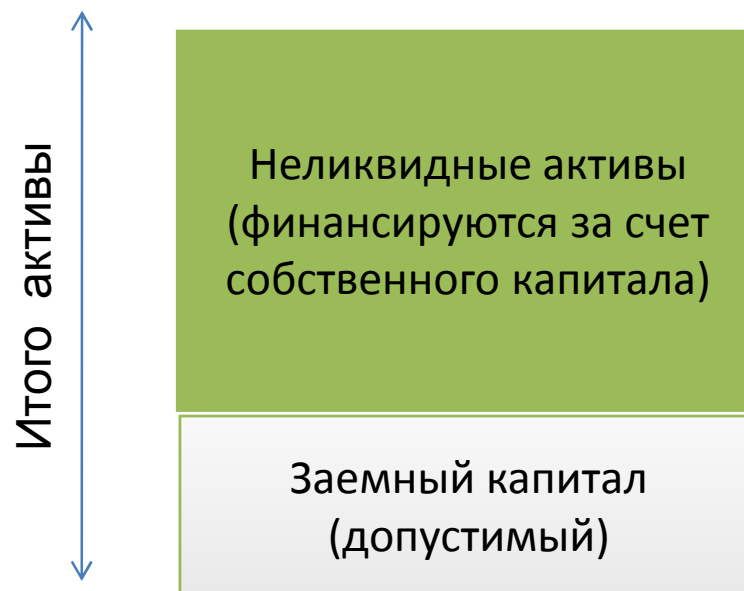 Итого активы
Неликвидные активы
(финансируются за счет
собственного капитала)
Заемный капитал
(допустимый)